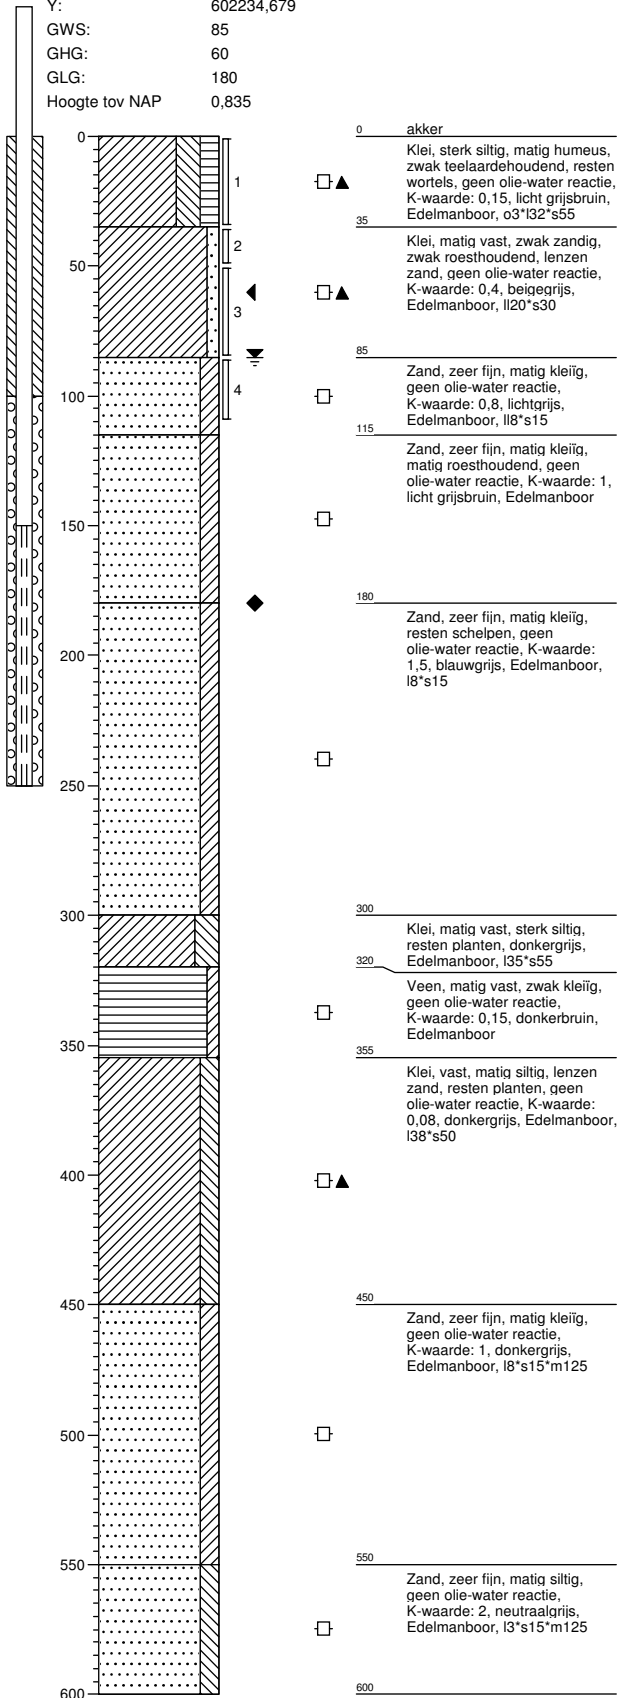 Y: 602234,679
GWS: 85
GHG: 60
GLG: 180
Hoogte tov NAP 0,835
0 akker
0
Klei, sterk siltig, matig humeus,
zwak teelaardehoudend, resten
wortels, geen olie-water reactie,
K-waarde: 0,15, licht grijsbruin,
Edelmanboor, o3*l32*s55
1
35
2
Klei, matig vast, zwak zandig,
zwak roesthoudend, lenzen
zand, geen olie-water reactie,
K-waarde: 0,4, beigegrijs,
Edelmanboor, ll20*s30
50
3
85
4
Zand, zeer fijn, matig kleiïg,
geen olie-water reactie,
K-waarde: 0,8, lichtgrijs,
Edelmanboor, ll8*s15
100
115
Zand, zeer fijn, matig kleiïg,
matig roesthoudend, geen
olie-water reactie, K-waarde: 1,
licht grijsbruin, Edelmanboor
150
180
Zand, zeer fijn, matig kleiïg,
resten schelpen, geen
olie-water reactie, K-waarde:
1,5, blauwgrijs, Edelmanboor,
l8*s15
200
250
300
300
Klei, matig vast, sterk siltig,
resten planten, donkergrijs,
Edelmanboor, l35*s55
320
Veen, matig vast, zwak kleiïg,
geen olie-water reactie,
K-waarde: 0,15, donkerbruin,
Edelmanboor
350
355
Klei, vast, matig siltig, lenzen
zand, resten planten, geen
olie-water reactie, K-waarde:
0,08, donkergrijs, Edelmanboor,
l38*s50
400
450
450
Zand, zeer fijn, matig kleiïg,
geen olie-water reactie,
K-waarde: 1, donkergrijs,
Edelmanboor, l8*s15*m125
500
550
550
Zand, zeer fijn, matig siltig,
geen olie-water reactie,
K-waarde: 2, neutraalgrijs,
Edelmanboor, l3*s15*m125
600
600